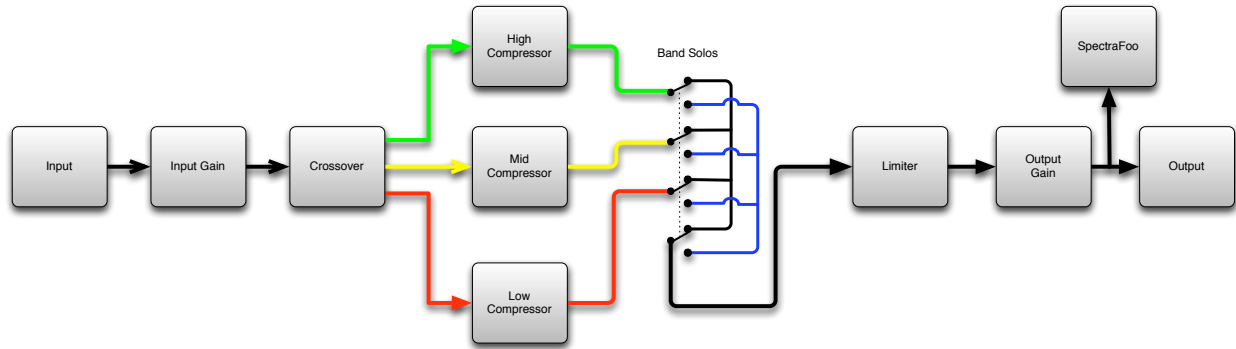 High
Compressor
Band Solos
SpectraFoo
Input
Input Gain
Crossover
Mid
Compressor
Limiter
Output
Gain
Output
Low
Compressor